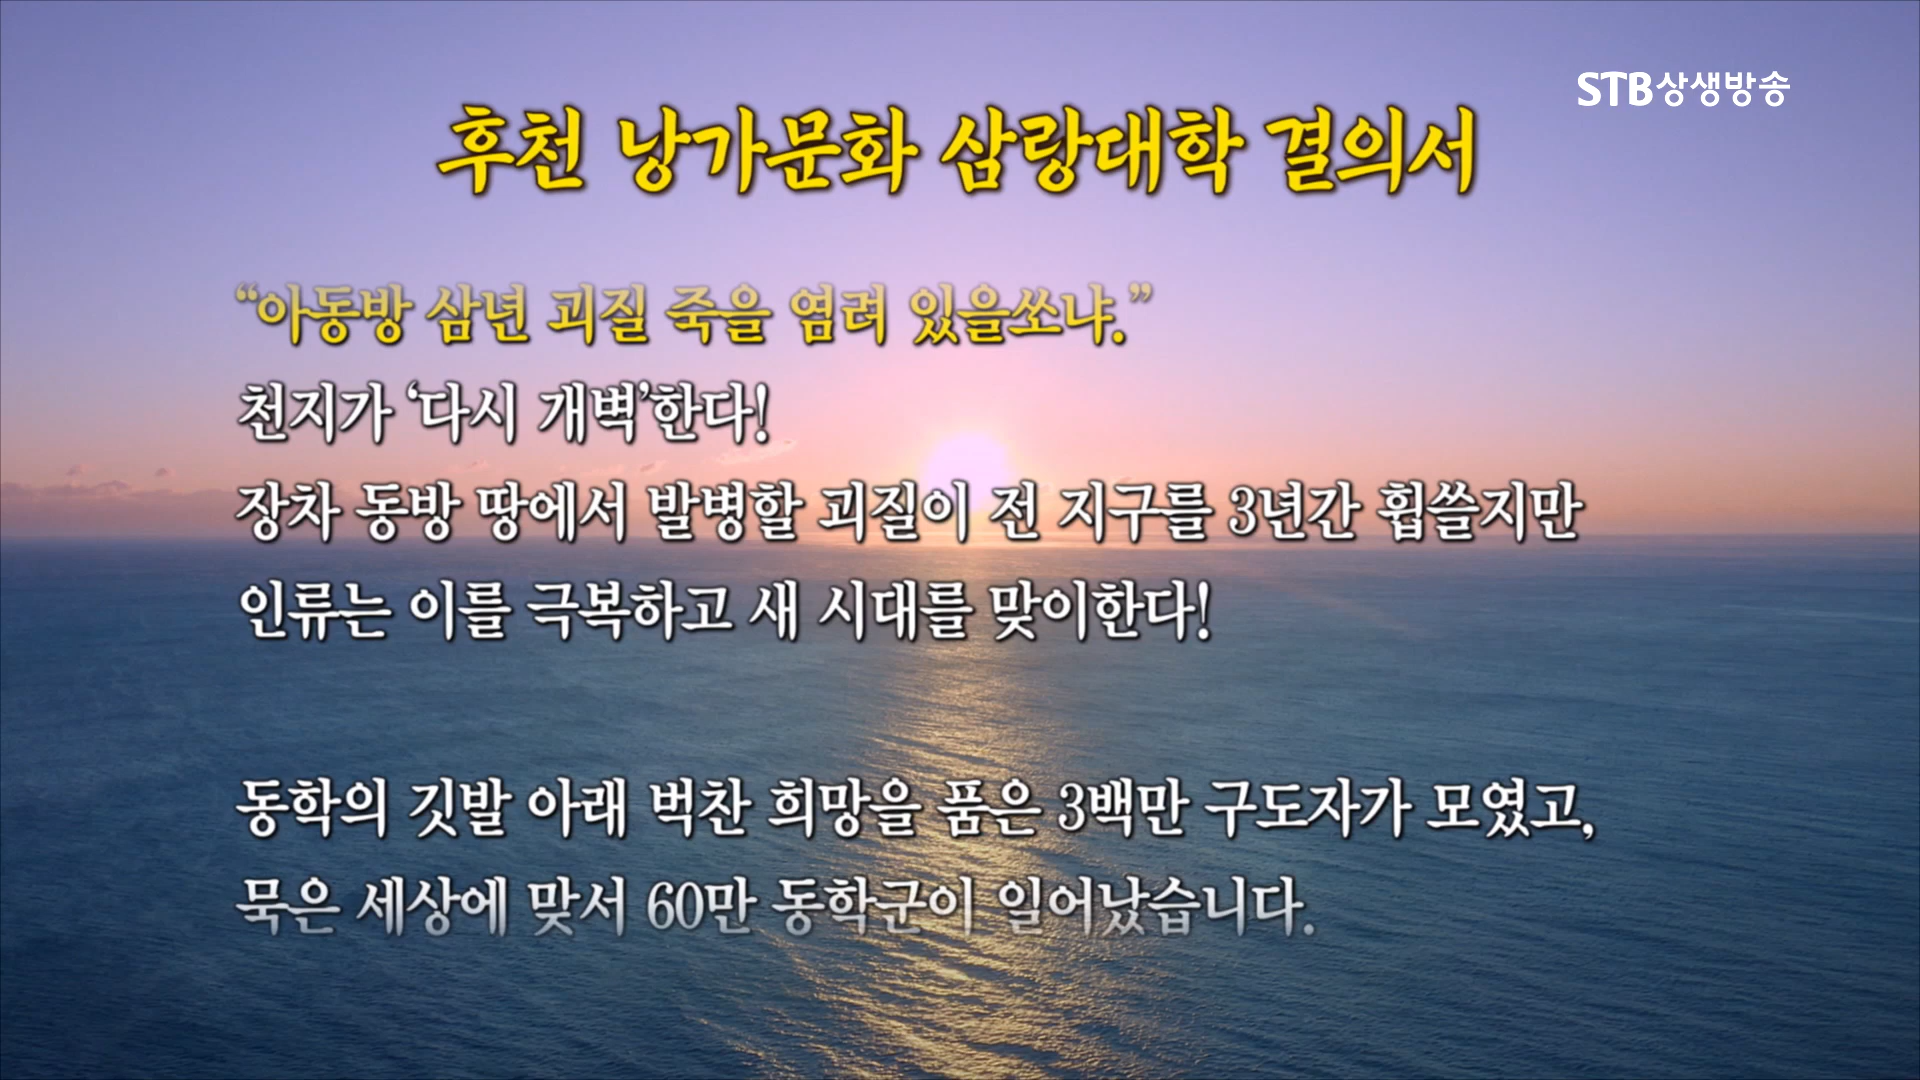 STB상생방송
후천 낭가문화 삼랑대학 결의서
“아동방 삼년 괴질 죽을 염려 있을쏘냐.”
천지가 ‘다시 개벽’한다!
장차 동방 땅에서 발병할 괴질이 전 지구를 3년간 휩쓸지만
인류는 이를 극복하고 새 시대를 맞이한다!
동학의 깃발 아래 벅찬 희망을 품은 3백만 구도자가 모였고,
묵은 세상에 맞서 60만 동학군이 일어났습니다.